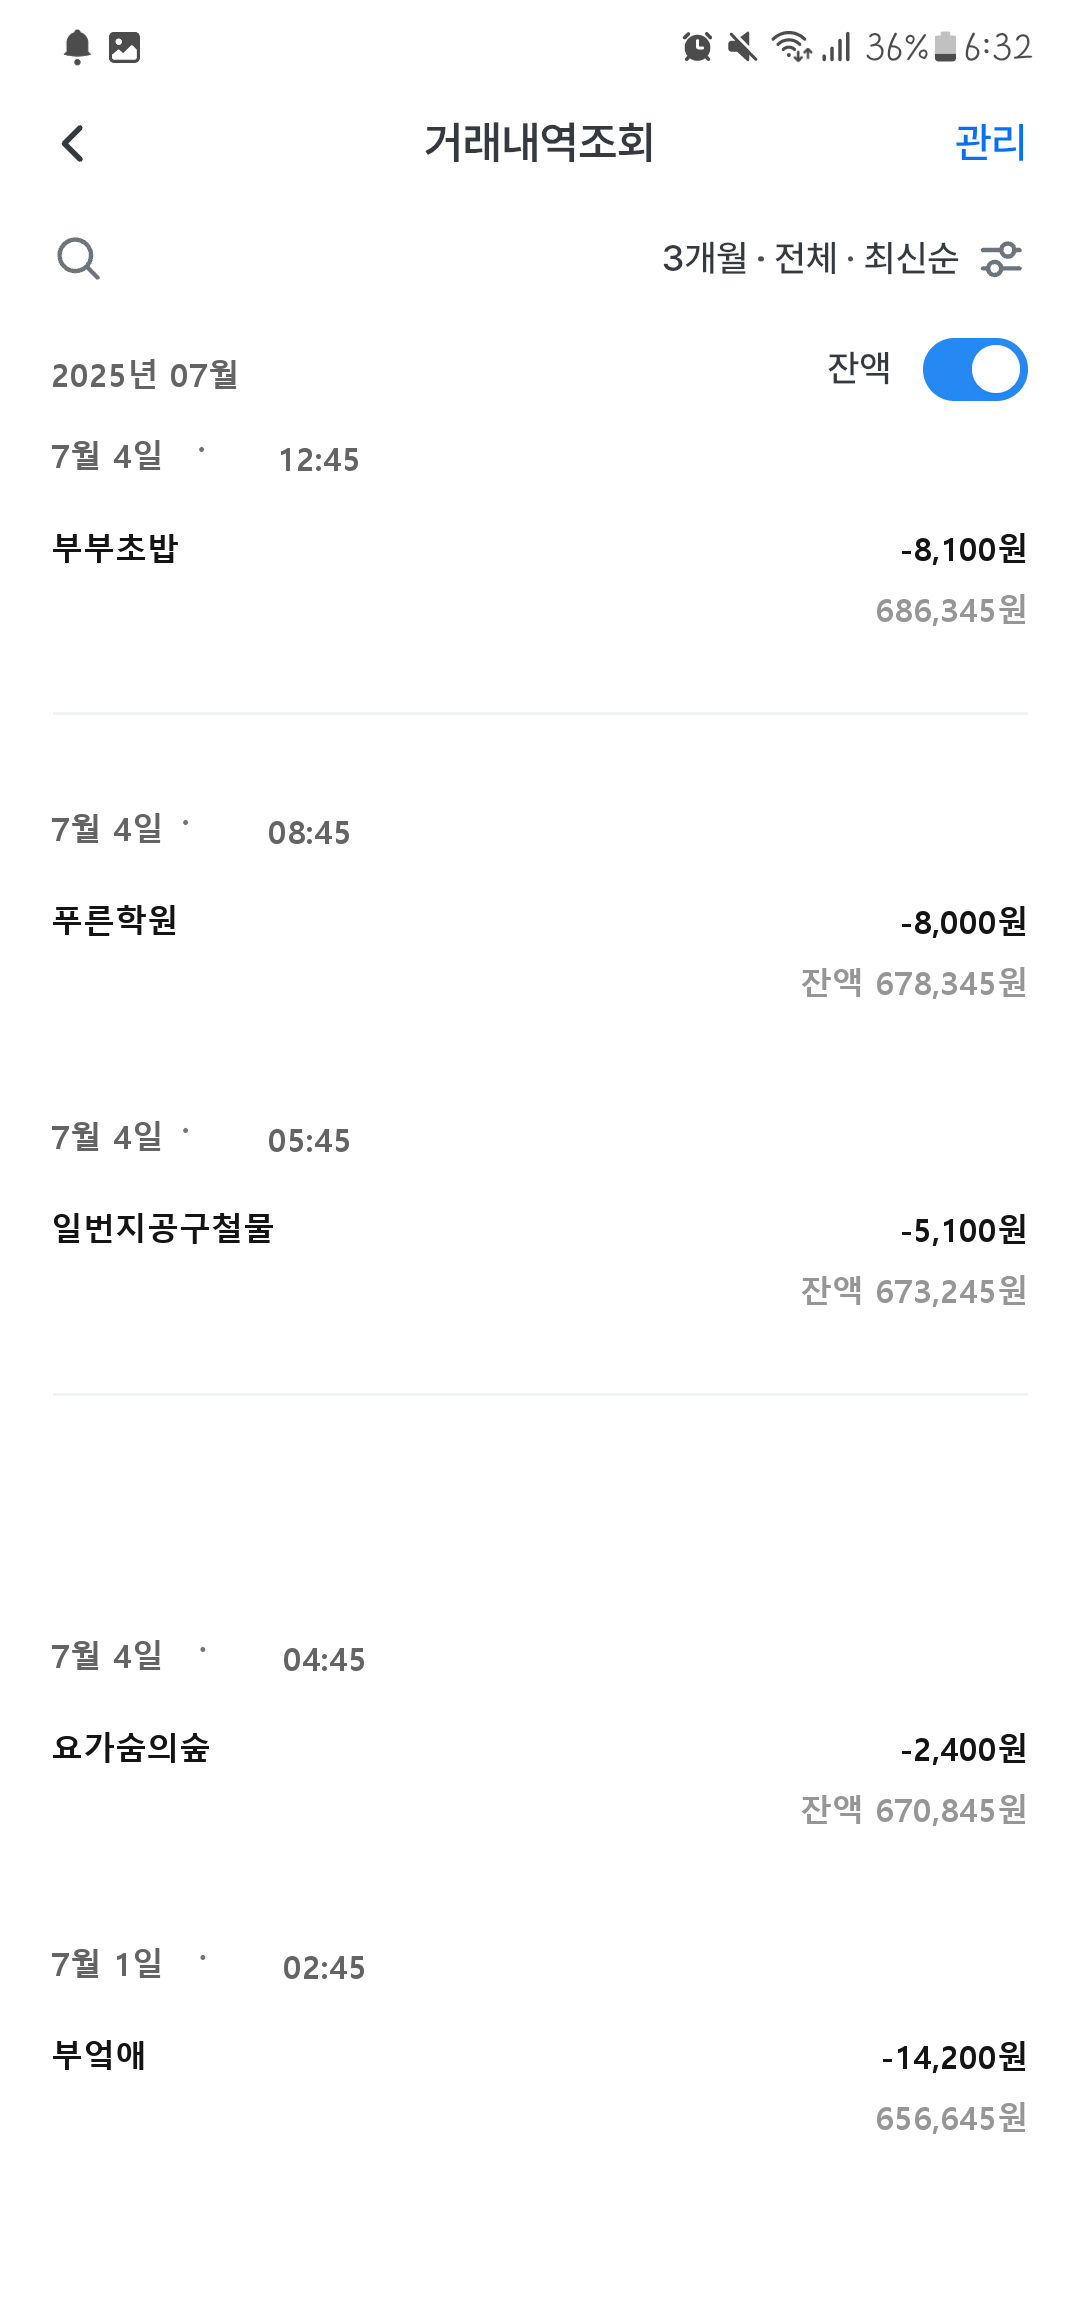 36% 6:32
거래내역조회 관리
3개월 · 전체 · 최신순
2025년 07월 잔액
7월 4일 · 12:45
부부초밥 -8,100원
686,345원
7월 4일 · 08:45
푸른학원 -8,000원
잔액 678,345원
7월 4일 · 05:45
일번지공구철물 -5,100원
잔액 673,245원
7월 4일 · 04:45
요가숨의숲 -2,400원
잔액 670,845원
7월 1일 · 02:45
부엌애 -14,200원
656,645원